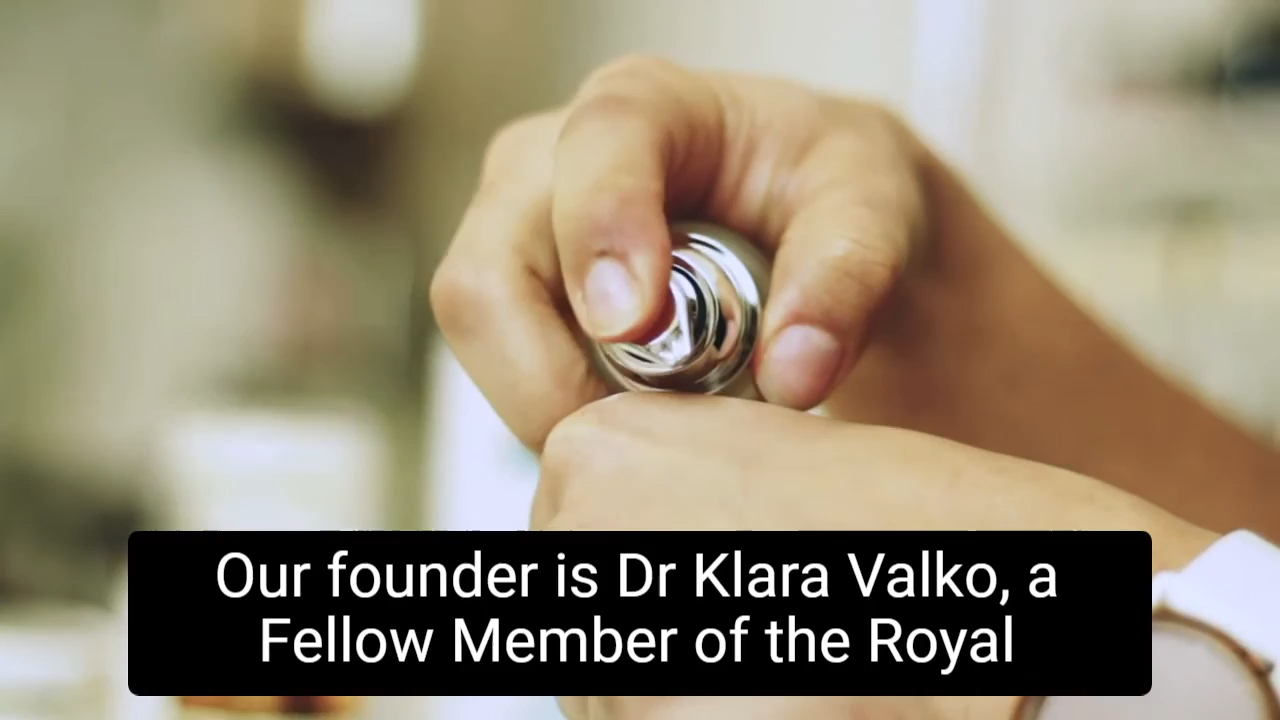 Our founder is Dr Klara Valko, a
Fellow Member of the Royal